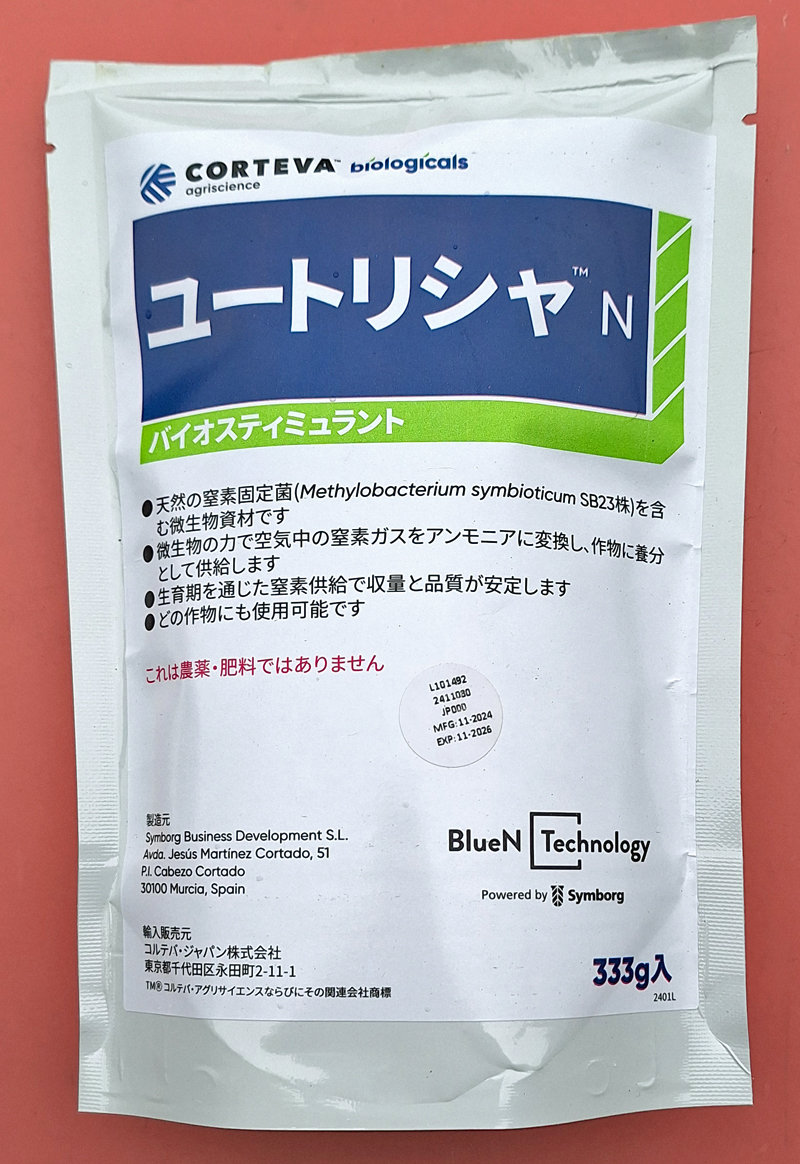 CORTEVA™ biologicals
agriscience
ユートリシャ™ N
バイオスティミュラント
●天然の窒素固定菌(Methylobacterium symbioticum SB23株)を含
む微生物資材です
●微生物の力で空気中の窒素ガスをアンモニアに変換し、作物に養分
として供給します
●生育期を通じた窒素供給で収量と品質が安定します
●どの作物にも使用可能です
これは農薬・肥料ではありません
L101492
2411030
JP000
MFG:11-2024
EXP:11-2026
製造元
Symborg Business Development S.L.
Avda. Jesús Martínez Cortado, 51
P.I. Cabezo Cortado
30100 Murcia, Spain
BlueN Technology
Powered by Symborg
輸入販売元
コルテバ・ジャパン株式会社
東京都千代田区永田町2-11-1
™® コルテバ・アグリサイエンスならびにその関連会社商標
333g入
2401L